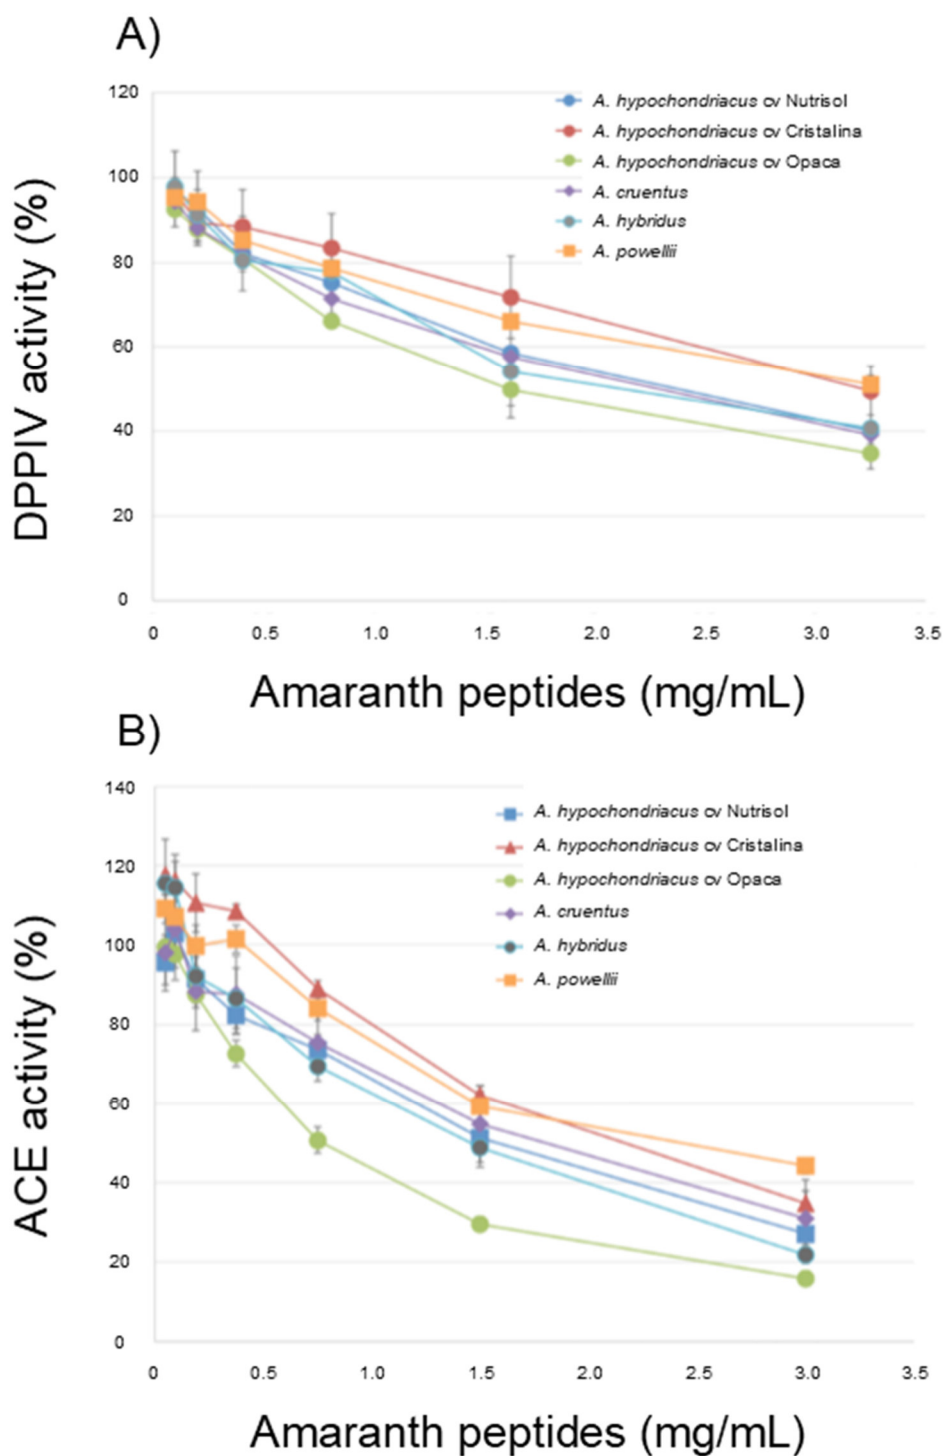 A)
120
100
80
60
40
20
0
DPPIV activity (%)
A. hypochondriacus cv Nutrisol
A. hypochondriacus cv Cristalina
A. hypochondriacus cv Opaca
A. cruentus
A. hybridus
A. powellii
0 0.5 1.0 1.5 2.0 2.5 3.0 3.5
Amaranth peptides (mg/mL)
B)
140
120
100
80
60
40
20
0
ACE activity (%)
A. hypochondriacus cv Nutrisol
A. hypochondriacus cv Cristalina
A. hypochondriacus cv Opaca
A. cruentus
A. hybridus
A. powellii
0 0.5 1.0 1.5 2.0 2.5 3.0 3.5
Amaranth peptides (mg/mL)